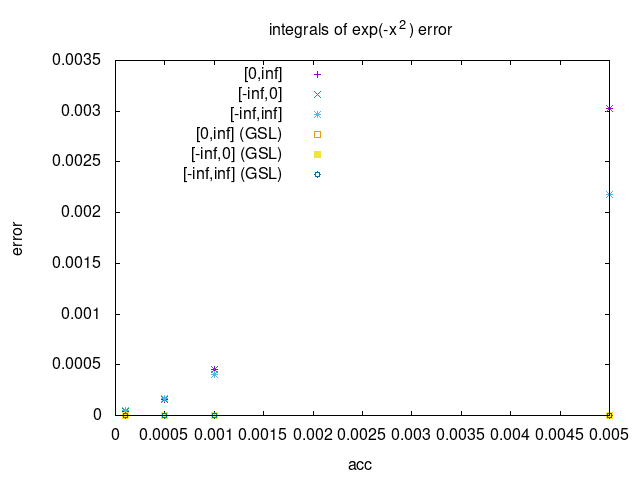 integrals of exp(-x²) error
0.0035
0.003
0.0025
0.002
0.0015
0.001
0.0005
0
[0,inf]
[-inf,0]
[-inf,inf]
[0,inf] (GSL)
[-inf,0] (GSL)
[-inf,inf] (GSL)
error
0 0.0005 0.001 0.0015 0.002 0.0025 0.003 0.0035 0.004 0.0045 0.005
acc